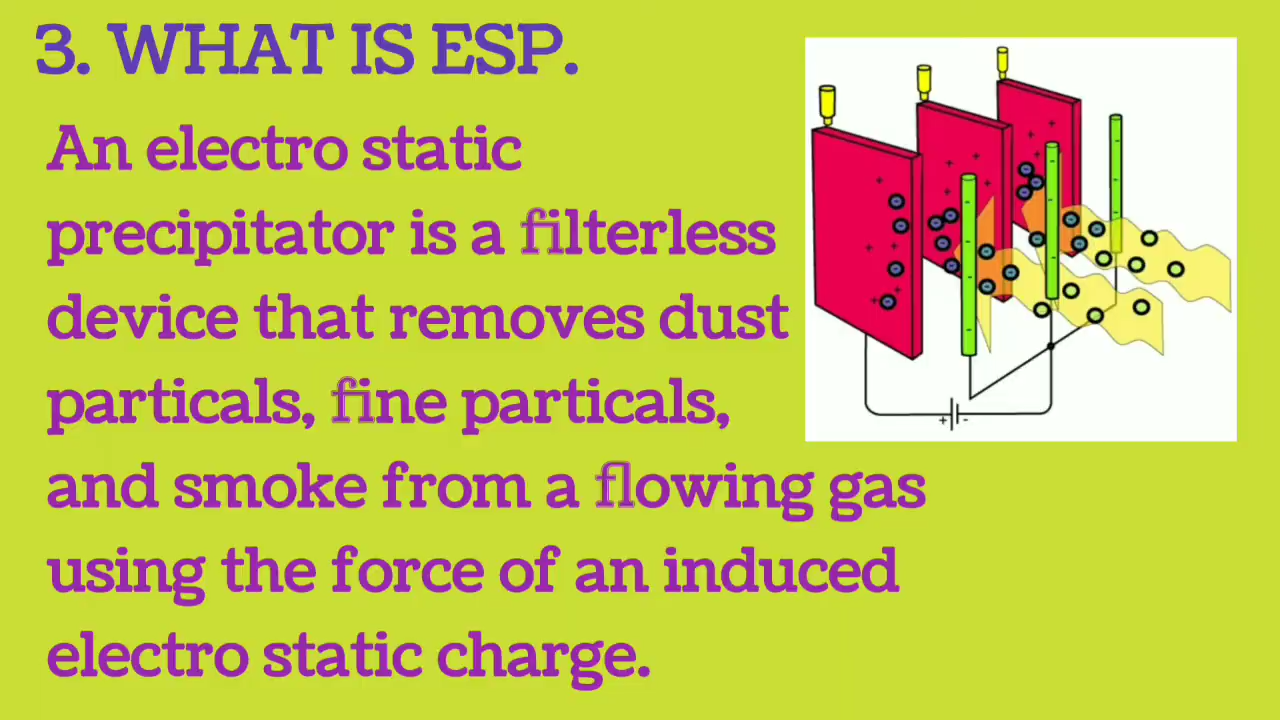 3. WHAT IS ESP.
An electro static
precipitator is a filterless
device that removes dust
particals, fine particals,
and smoke from a flowing gas
using the force of an induced
electro static charge.